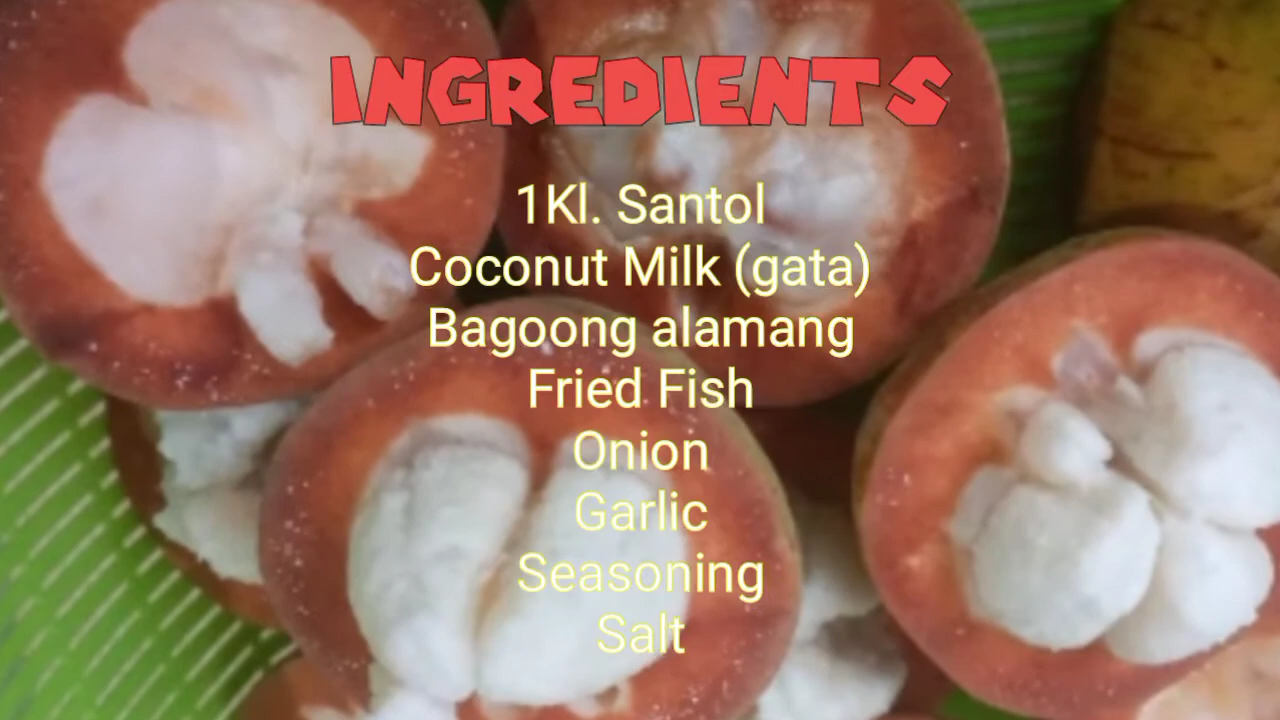 INGREDIENTS
1Kl. Santol
Coconut Milk (gata)
Bagoong alamang
Fried Fish
Onion
Garlic
Seasoning
Salt